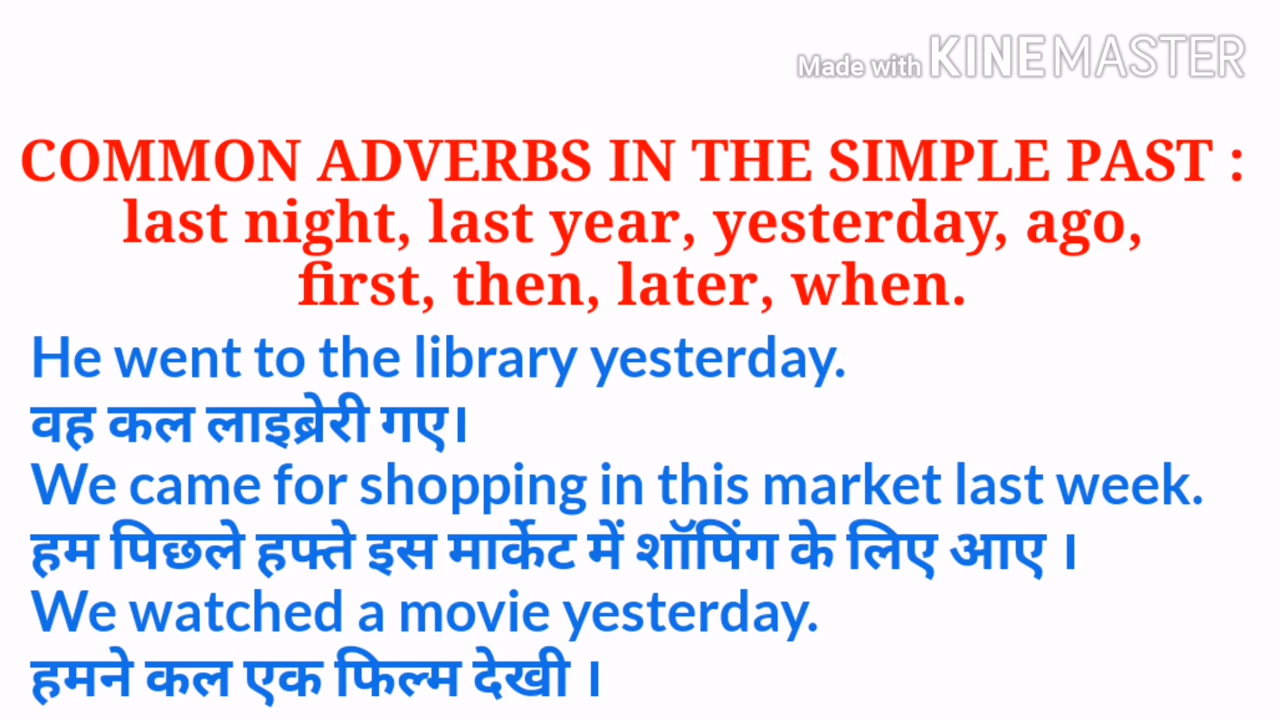 Made with KINEMASTER
COMMON ADVERBS IN THE SIMPLE PAST :
last night, last year, yesterday, ago,
first, then, later, when.
He went to the library yesterday.
वह कल लाइब्रेरी गए।
We came for shopping in this market last week.
हम पिछले हफ्ते इस मार्केट में शॉपिंग के लिए आए ।
We watched a movie yesterday.
हमने कल एक फिल्म देखी ।